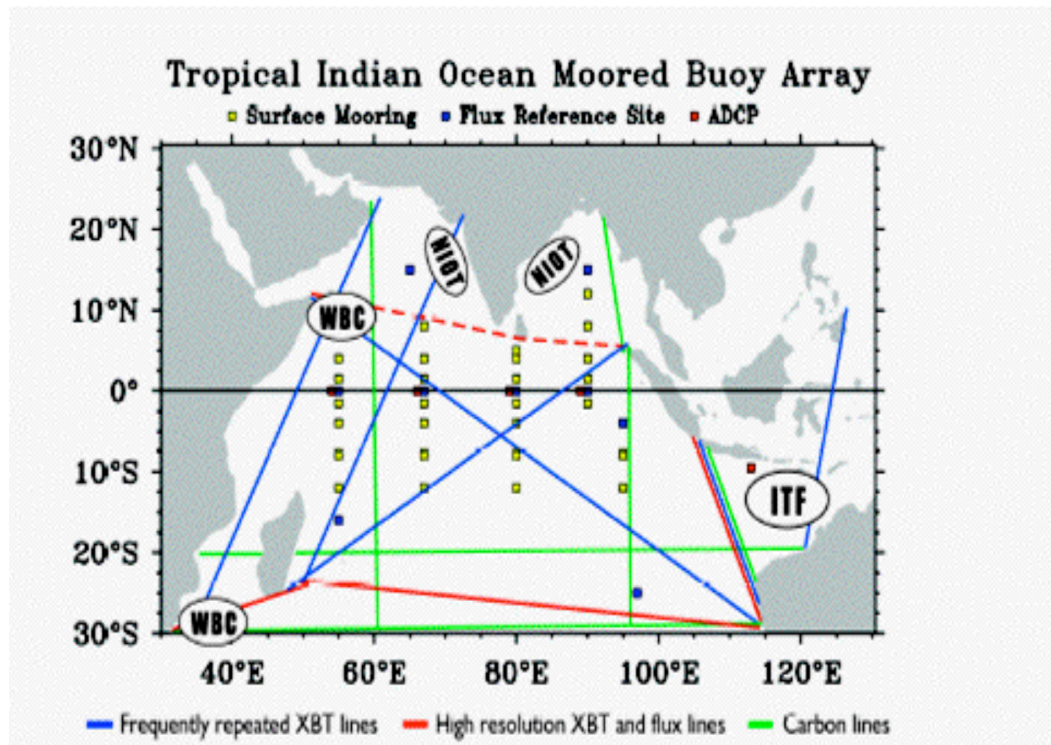 Tropical Indian Ocean Moored Buoy Array
Surface Mooring Flux Reference Site ADCP
30°N
20°N
10°N
0°
10°S
20°S
30°S
NIOT
NIOT
WBC
ITF
WBC
40°E 60°E 80°E 100°E 120°E
Frequently repeated XBT lines High resolution XBT and flux lines Carbon lines